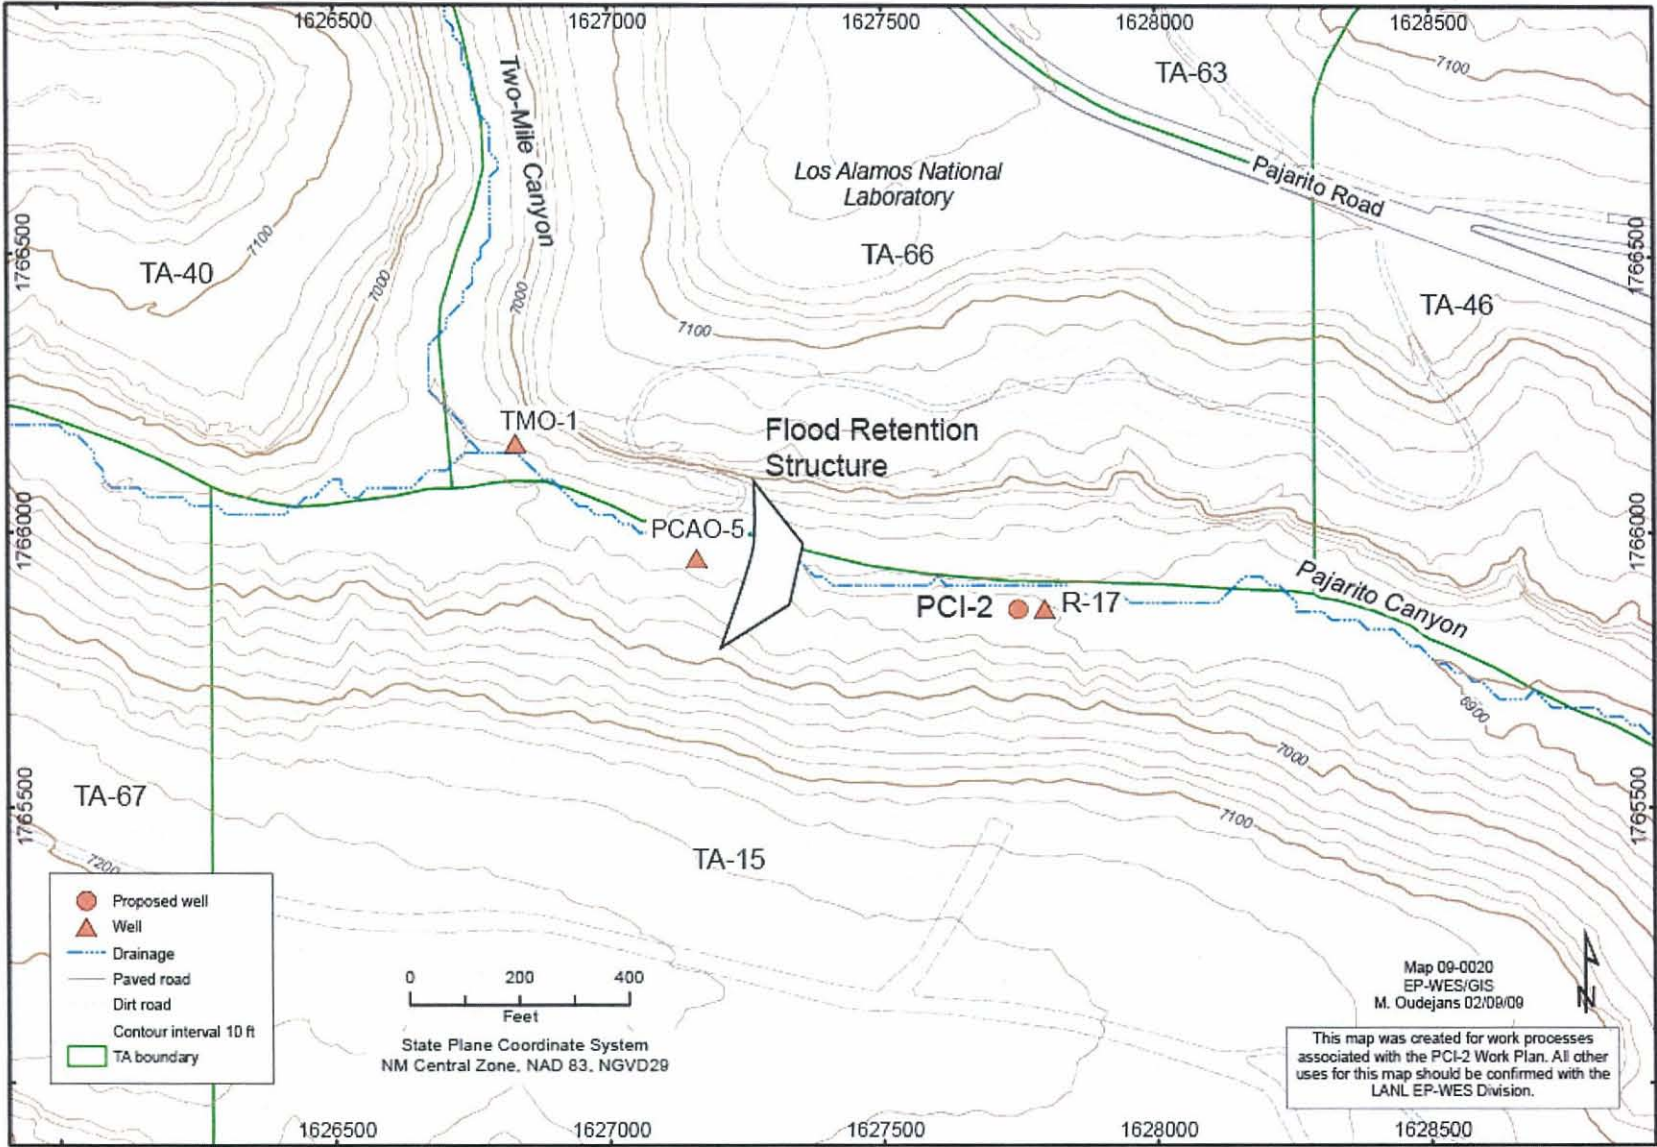 1626500
1627000
1627500
1628000
1628500
TA-63
7100
Two-Mile Canyon
Los Alamos National
Laboratory
Pajarito Road
1766500
1766500
7100
TA-40
TA-66
7000
7000
TA-46
7100
TMO-1
Flood Retention
Structure
1766000
1766000
PCAO-5
Pajarito Canyon
PCI-2
R-17
6900
7000
1765500
1765500
TA-67
7100
TA-15
7200
Proposed well
Well
Drainage
Paved road
Dirt road
Contour interval 10 ft
TA boundary
0 200 400
Feet
State Plane Coordinate System
NM Central Zone, NAD 83, NGVD29
Map 09-0020
EP-WES/GIS
M. Oudejans 02/09/09
N
This map was created for work processes
associated with the PCI-2 Work Plan. All other
uses for this map should be confirmed with the
LANL EP-WES Division.
1626500
1627000
1627500
1628000
1628500